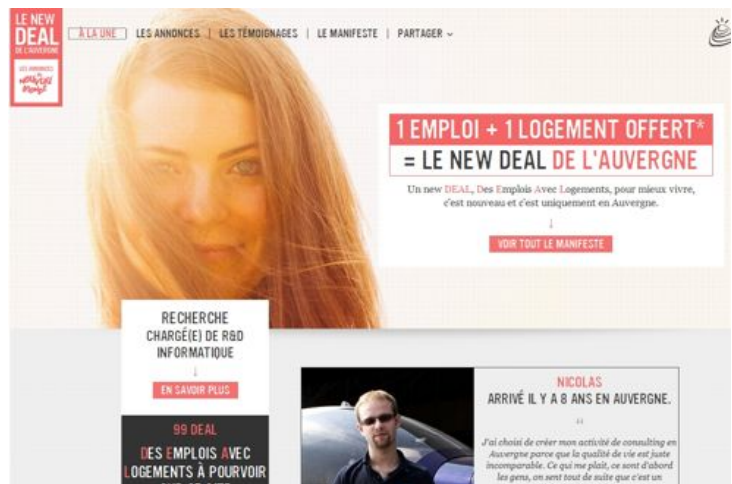 LE NEW
DEAL
DE L'AUVERGNE
LES ANNONCES
du
nouveau
monde
À LA UNE | LES ANNONCES | LES TÉMOIGNAGES | LE MANIFESTE | PARTAGER
1 EMPLOI + 1 LOGEMENT OFFERT*
= LE NEW DEAL DE L'AUVERGNE
Un new DEAL, Des Emplois Avec Logements, pour mieux vivre,
c'est nouveau et c'est uniquement en Auvergne.
VOIR TOUT LE MANIFESTE
RECHERCHE
CHARGÉ(E) DE R&D
INFORMATIQUE
EN SAVOIR PLUS
99 DEAL
DES EMPLOIS AVEC
LOGEMENTS À POURVOIR
NICOLAS
ARRIVÉ IL Y A 8 ANS EN AUVERGNE.
“
J'ai choisi de créer mon activité de consulting en
Auvergne parce que la qualité de vie est juste
incomparable. Ce qui me plait, ce sont d'abord
les gens, on sent tout de suite que c'est un